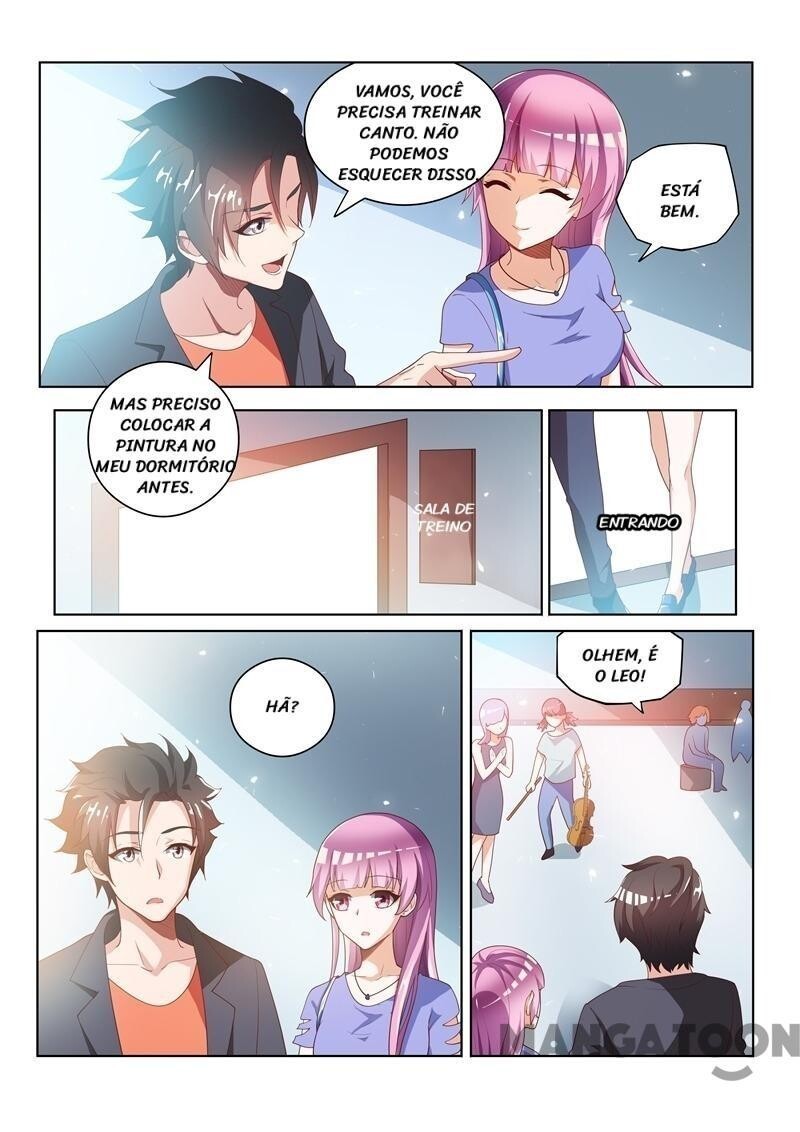 VAMOS, VOCÊ
PRECISA TREINAR
CANTO. NÃO
PODEMOS
ESQUECER DISSO.
ESTÁ
BEM.
MAS PRECISO
COLOCAR A
PINTURA NO
MEU DORMITÓRIO
ANTES.
SALA DE
TREINO
ENTRANDO
HÃ?
OLHEM, É
O LEO!
MANGATOON